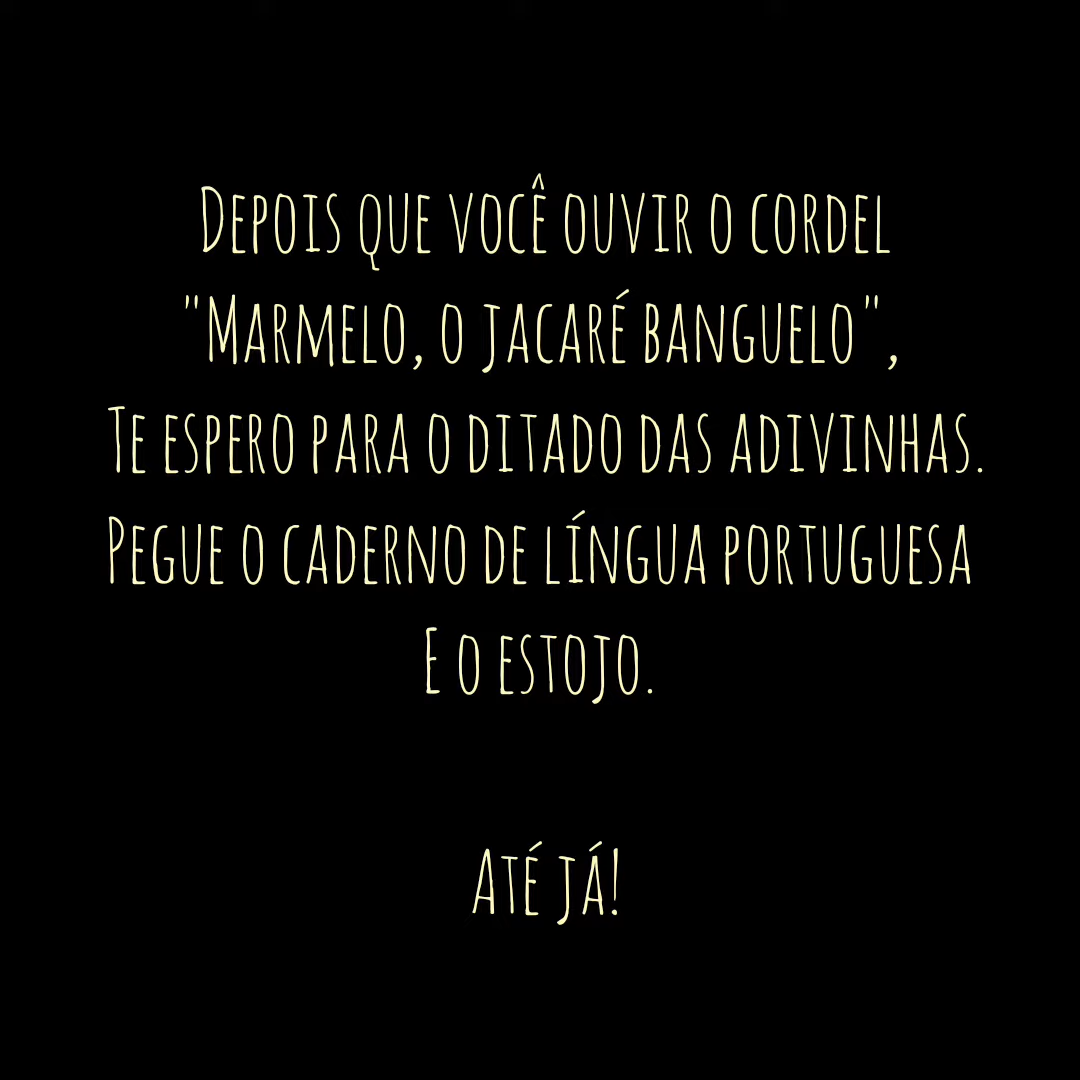 Depois que você ouvir o cordel
"Marmelo, o jacaré banguelo",
Te espero para o ditado das adivinhas.
Pegue o caderno de língua portuguesa
E o estojo.
Até já!